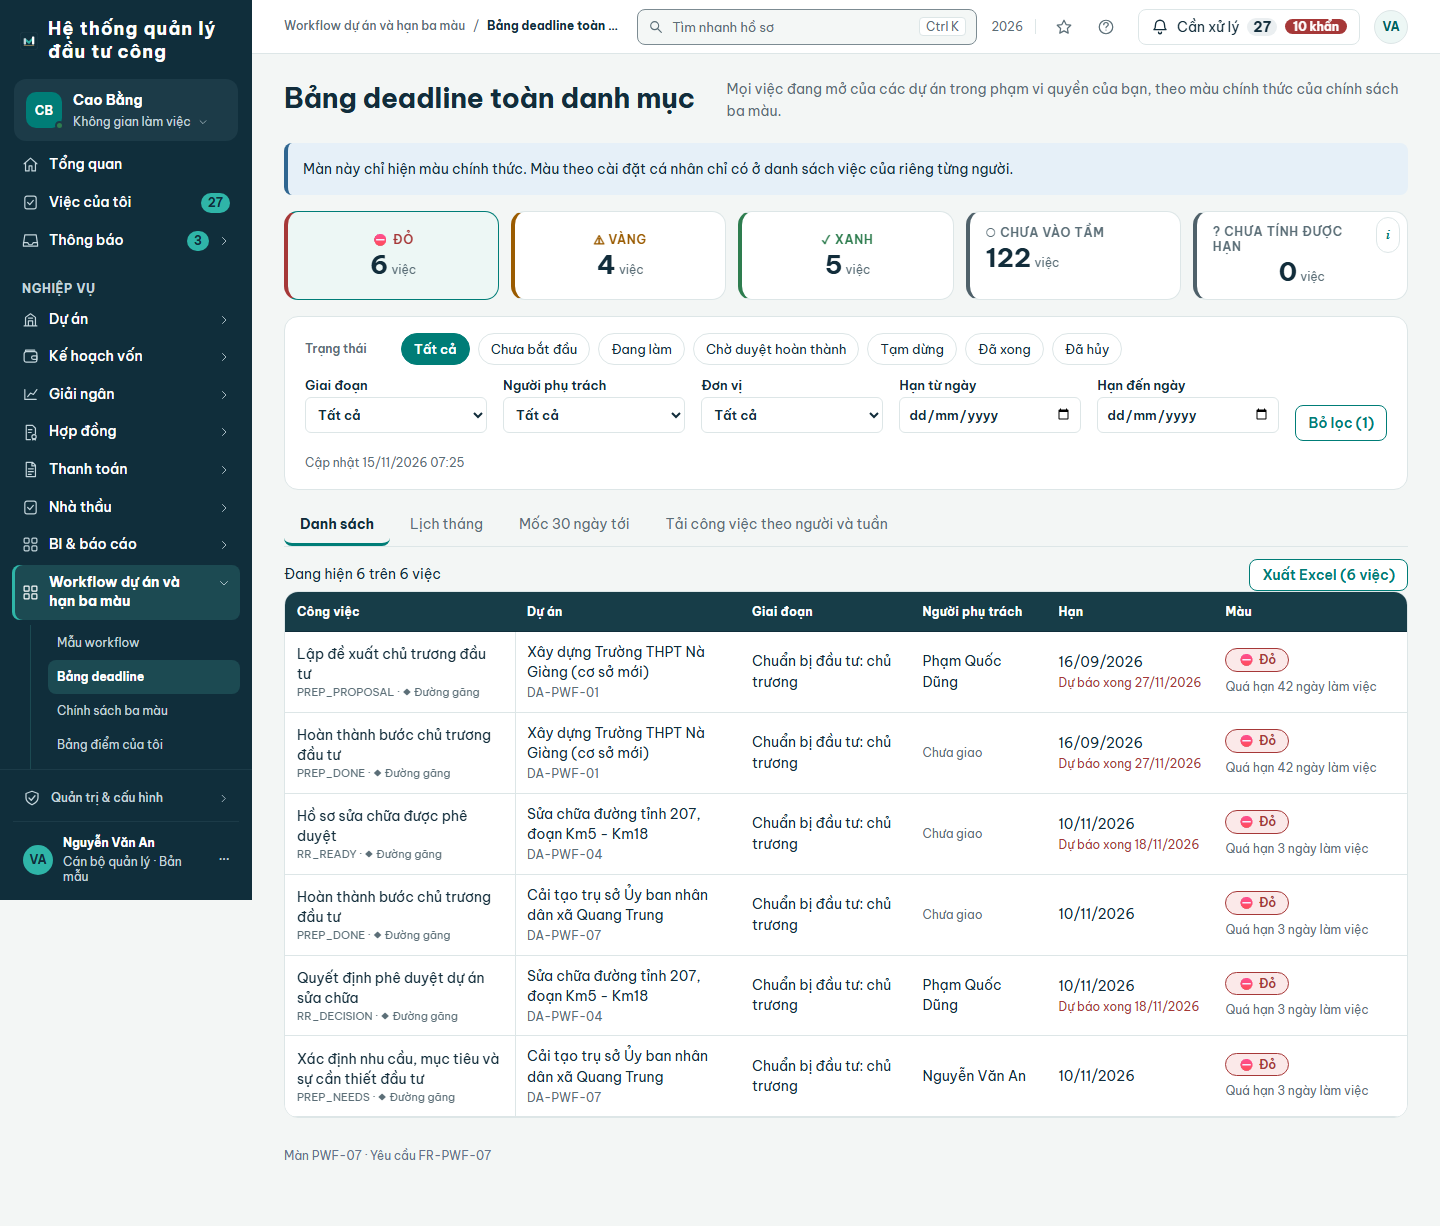 Hệ thống quản lý
đầu tư công
CB
Cao Bằng
Không gian làm việc
Tổng quan
Việc của tôi 27
Thông báo 3
NGHIỆP VỤ
Dự án
Kế hoạch vốn
Giải ngân
Hợp đồng
Thanh toán
Nhà thầu
BI & báo cáo
Workflow dự án và
hạn ba màu
Mẫu workflow
Bảng deadline
Chính sách ba màu
Bảng điểm của tôi
Quản trị & cấu hình
VA
Nguyễn Văn An
Cán bộ quản lý · Bản
mẫu
Workflow dự án và hạn ba màu / Bảng deadline toàn ...
Tìm nhanh hồ sơ Ctrl K
2026
Cần xử lý 27 10 khẩn
VA
Bảng deadline toàn danh mục
Mọi việc đang mở của các dự án trong phạm vi quyền của bạn, theo màu chính thức của chính sách
ba màu.
Màn này chỉ hiện màu chính thức. Màu theo cài đặt cá nhân chỉ có ở danh sách việc của riêng từng người.
⛔ ĐỎ
6 việc
⚠ VÀNG
4 việc
✓ XANH
5 việc
○ CHƯA VÀO TẦM
122 việc
? CHƯA TÍNH ĐƯỢC
HẠN
0 việc
i
Trạng thái Tất cả Chưa bắt đầu Đang làm Chờ duyệt hoàn thành Tạm dừng Đã xong Đã hủy
Giai đoạn Người phụ trách Đơn vị Hạn từ ngày Hạn đến ngày
Tất cả Tất cả Tất cả dd/mm/yyyy dd/mm/yyyy Bỏ lọc (1)
Cập nhật 15/11/2026 07:25
Danh sách Lịch tháng Mốc 30 ngày tới Tải công việc theo người và tuần
Đang hiện 6 trên 6 việc
Xuất Excel (6 việc)
Công việc Dự án Giai đoạn Người phụ trách Hạn Màu
Lập đề xuất chủ trương đầu
tư
PREP_PROPOSAL · ◆ Đường găng
Xây dựng Trường THPT Nà
Giàng (cơ sở mới)
DA-PWF-01
Chuẩn bị đầu tư: chủ
trương
Phạm Quốc
Dũng
16/09/2026
Dự báo xong 27/11/2026
⛔ Đỏ
Quá hạn 42 ngày làm việc
Hoàn thành bước chủ trương
đầu tư
PREP_DONE · ◆ Đường găng
Xây dựng Trường THPT Nà
Giàng (cơ sở mới)
DA-PWF-01
Chuẩn bị đầu tư: chủ
trương
Chưa giao
16/09/2026
Dự báo xong 27/11/2026
⛔ Đỏ
Quá hạn 42 ngày làm việc
Hồ sơ sửa chữa được phê
duyệt
RR_READY · ◆ Đường găng
Sửa chữa đường tỉnh 207,
đoạn Km5 - Km18
DA-PWF-04
Chuẩn bị đầu tư: chủ
trương
Chưa giao
10/11/2026
Dự báo xong 18/11/2026
⛔ Đỏ
Quá hạn 3 ngày làm việc
Hoàn thành bước chủ trương
đầu tư
PREP_DONE · ◆ Đường găng
Cải tạo trụ sở Ủy ban nhân
dân xã Quang Trung
DA-PWF-07
Chuẩn bị đầu tư: chủ
trương
Chưa giao
10/11/2026
⛔ Đỏ
Quá hạn 3 ngày làm việc
Quyết định phê duyệt dự án
sửa chữa
RR_DECISION · ◆ Đường găng
Sửa chữa đường tỉnh 207,
đoạn Km5 - Km18
DA-PWF-04
Chuẩn bị đầu tư: chủ
trương
Phạm Quốc
Dũng
10/11/2026
Dự báo xong 18/11/2026
⛔ Đỏ
Quá hạn 3 ngày làm việc
Xác định nhu cầu, mục tiêu và
sự cần thiết đầu tư
PREP_NEEDS · ◆ Đường găng
Cải tạo trụ sở Ủy ban nhân
dân xã Quang Trung
DA-PWF-07
Chuẩn bị đầu tư: chủ
trương
Nguyễn Văn An
10/11/2026
⛔ Đỏ
Quá hạn 3 ngày làm việc
Màn PWF-07 · Yêu cầu FR-PWF-07